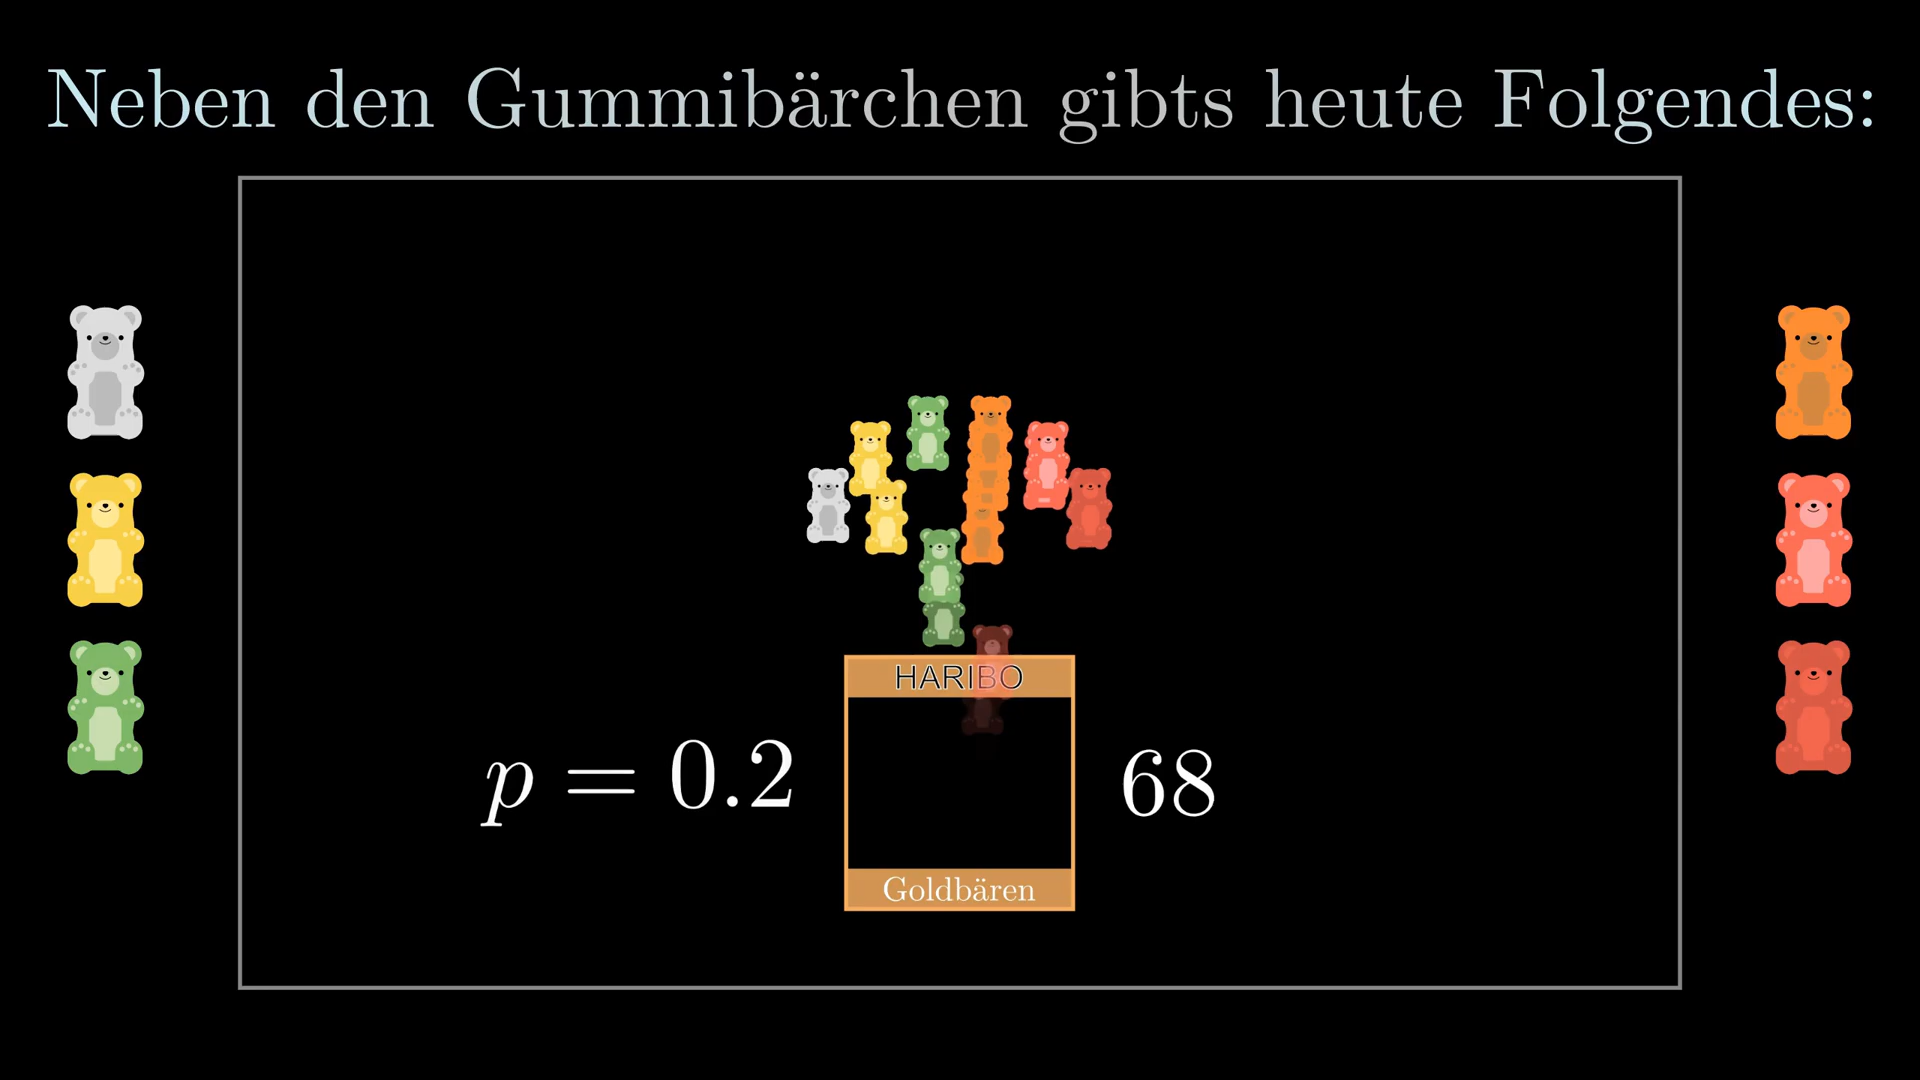 Neben den Gummibärchen gibts heute Folgendes:
HARIBO
p = 0.2
68
Goldbären